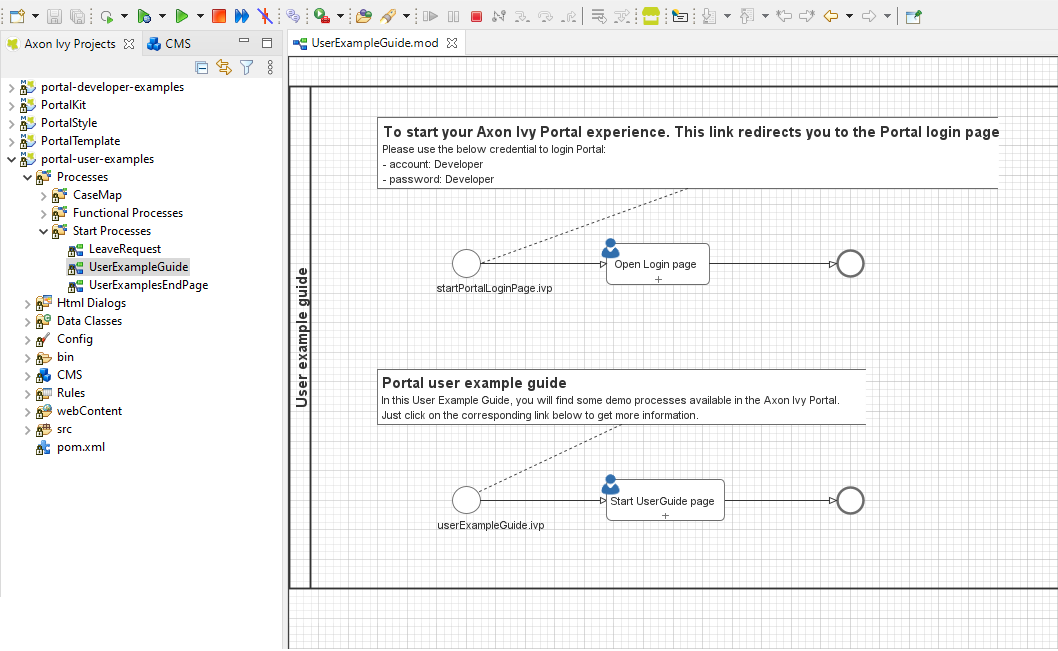 Axon Ivy Projects
CMS
UserExampleGuide.mod
portal-developer-examples
PortalKit
PortalStyle
PortalTemplate
portal-user-examples
Processes
CaseMap
Functional Processes
Start Processes
LeaveRequest
UserExampleGuide
UserExamplesEndPage
Html Dialogs
Data Classes
Config
bin
CMS
Rules
webContent
src
pom.xml
User example guide
To start your Axon Ivy Portal experience. This link redirects you to the Portal login page
Please use the below credential to login Portal:
- account: Developer
- password: Developer
Open Login page
startPortalLoginPage.ivp
Portal user example guide
In this User Example Guide, you will find some demo processes available in the Axon Ivy Portal.
Just click on the corresponding link below to get more information.
Start UserGuide page
userExampleGuide.ivp